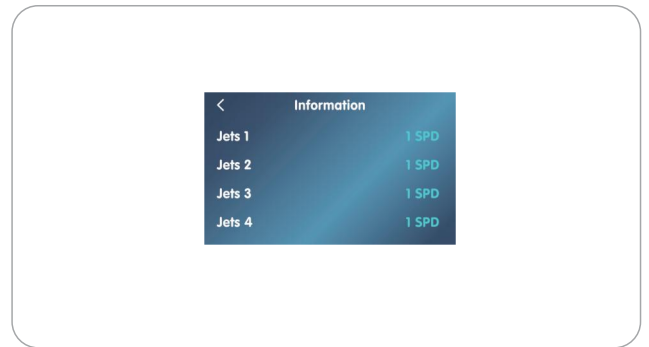 Information
Jets 1 1 SPD
Jets 2 1 SPD
Jets 3 1 SPD
Jets 4 1 SPD